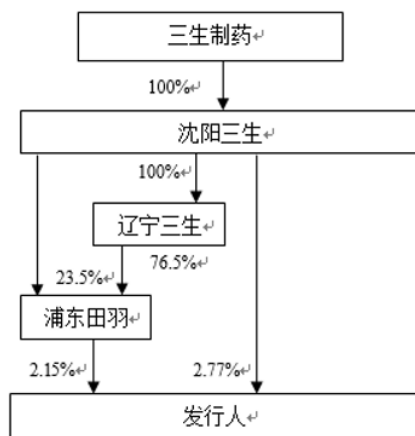 三生制药
100%
沈阳三生
100%
辽宁三生
23.5%
76.5%
浦东田羽
2.15%
2.77%
发行人